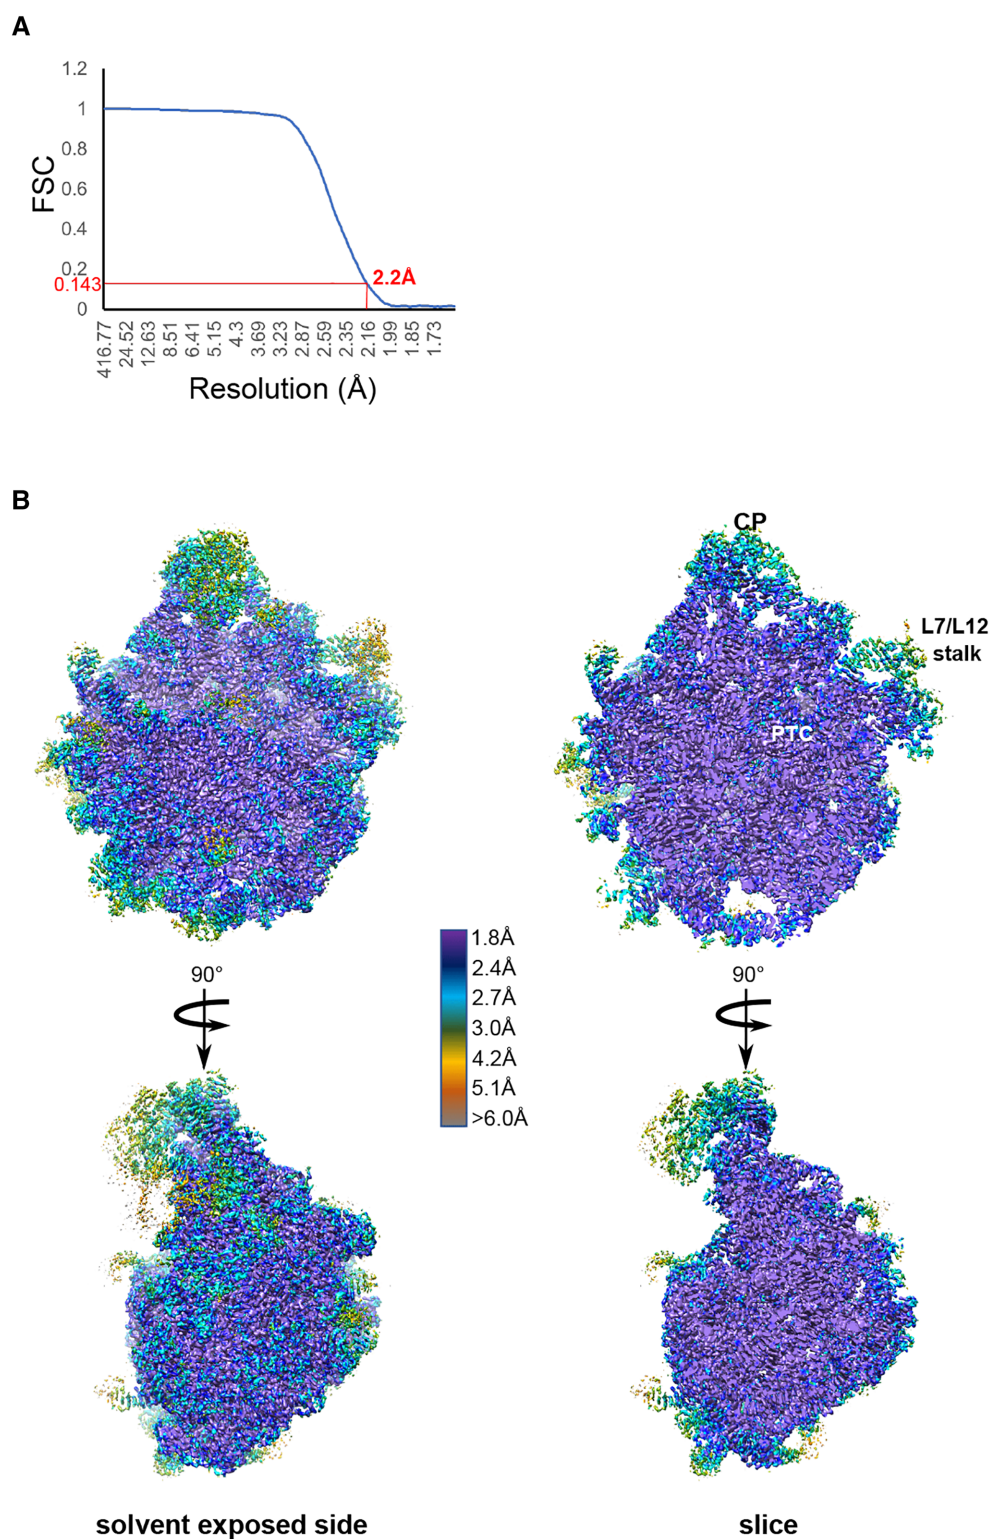 A
1.2
1
0.8
0.6
0.4
0.2
0.143
0
FSC
2.2Å
416.77
24.52
12.63
8.51
6.41
5.15
4.3
3.69
3.23
2.87
2.59
2.35
2.16
1.99
1.85
1.73
Resolution (Å)
B
CP
L7/L12
stalk
PTC
1.8Å
2.4Å
2.7Å
3.0Å
4.2Å
5.1Å
>6.0Å
90°
90°
solvent exposed side
slice